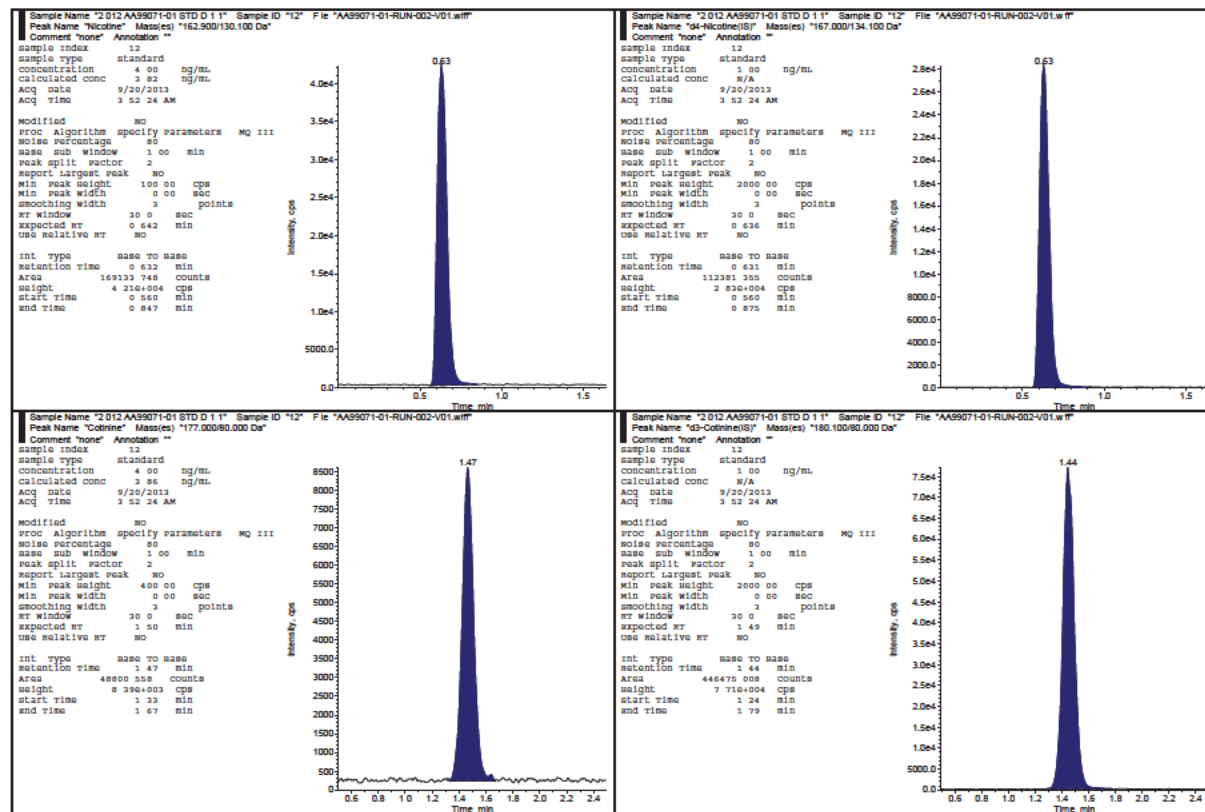 Sample Name "2 012 AA99071-01 STD D 1 1" Sample ID "12" File "AA99071-01-RUN-002-V01.wiff"
Peak Name "Nicotine" Mass(es) "162.900/130.100 Da"
Comment "none" Annotation ""
Sample Index 12
Sample Type standard
Concentration 4 00 ng/mL
Calculated Conc 3 82 ng/mL
Acq Date 9/20/2013
Acq Time 3 52 24 AM
Modified NO
Proc Algorithm specify Parameters MQ III
Noise Percentage 80
Base Sub Window 1 00 min
Peak Split Factor 2
Report Largest Peak NO
Min Peak Height 100 00 cps
Min Peak Width 0 00 sec
Smoothing Width 3 points
RT Window 30 0 sec
Expected RT 0 642 min
Use Relative RT NO
Int Type Base To Base
Retention Time 0 632 min
Area 169133 748 counts
Height 4 21e+004 cps
Start Time 0 560 min
End Time 0 847 min
0.63
4.0e4
3.5e4
3.0e4
2.5e4
2.0e4
1.5e4
1.0e4
5000.0
0.0
Intensity, cps
0.5 1.0 1.5
Time, min
Sample Name "2 012 AA99071-01 STD D 1 1" Sample ID "12" File "AA99071-01-RUN-002-V01.wiff"
Peak Name "d4-Nicotine(IS)" Mass(es) "167.000/134.100 Da"
Comment "none" Annotation ""
Sample Index 12
Sample Type standard
Concentration 1 00 ng/mL
Calculated Conc N/A
Acq Date 9/20/2013
Acq Time 3 52 24 AM
Modified NO
Proc Algorithm specify Parameters MQ III
Noise Percentage 80
Base Sub Window 1 00 min
Peak Split Factor 2
Report Largest Peak NO
Min Peak Height 2000 00 cps
Min Peak Width 0 00 sec
Smoothing Width 3 points
RT Window 30 0 sec
Expected RT 0 636 min
Use Relative RT NO
Int Type Base To Base
Retention Time 0 631 min
Area 112381 355 counts
Height 2 83e+004 cps
Start Time 0 560 min
End Time 0 875 min
0.63
2.8e4
2.6e4
2.4e4
2.2e4
2.0e4
1.8e4
1.6e4
1.4e4
1.2e4
1.0e4
8000.0
6000.0
4000.0
2000.0
0.0
Intensity, cps
0.5 1.0 1.5
Time, min
Sample Name "2 012 AA99071-01 STD D 1 1" Sample ID "12" File "AA99071-01-RUN-002-V01.wiff"
Peak Name "Cotinine" Mass(es) "177.000/80.000 Da"
Comment "none" Annotation ""
Sample Index 12
Sample Type standard
Concentration 4 00 ng/mL
Calculated Conc 3 86 ng/mL
Acq Date 9/20/2013
Acq Time 3 52 24 AM
Modified NO
Proc Algorithm specify Parameters MQ III
Noise Percentage 80
Base Sub Window 1 00 min
Peak Split Factor 2
Report Largest Peak NO
Min Peak Height 400 00 cps
Min Peak Width 0 00 sec
Smoothing Width 3 points
RT Window 30 0 sec
Expected RT 1 50 min
Use Relative RT NO
Int Type Base To Base
Retention Time 1 47 min
Area 48800 558 counts
Height 8 39e+003 cps
Start Time 1 33 min
End Time 1 67 min
1.47
8500
8000
7500
7000
6500
6000
5500
5000
4500
4000
3500
3000
2500
2000
1500
1000
500
0
Intensity, cps
0.6 0.8 1.0 1.2 1.4 1.6 1.8 2.0 2.2 2.4
Time, min
Sample Name "2 012 AA99071-01 STD D 1 1" Sample ID "12" File "AA99071-01-RUN-002-V01.wiff"
Peak Name "d3-Cotinine(IS)" Mass(es) "180.100/80.000 Da"
Comment "none" Annotation ""
Sample Index 12
Sample Type standard
Concentration 1 00 ng/mL
Calculated Conc N/A
Acq Date 9/20/2013
Acq Time 3 52 24 AM
Modified NO
Proc Algorithm specify Parameters MQ III
Noise Percentage 80
Base Sub Window 1 00 min
Peak Split Factor 2
Report Largest Peak NO
Min Peak Height 2000 00 cps
Min Peak Width 0 00 sec
Smoothing Width 3 points
RT Window 30 0 sec
Expected RT 1 49 min
Use Relative RT NO
Int Type Base To Base
Retention Time 1 44 min
Area 446475 008 counts
Height 7 71e+004 cps
Start Time 1 24 min
End Time 1 79 min
1.44
7.5e4
7.0e4
6.5e4
6.0e4
5.5e4
5.0e4
4.5e4
4.0e4
3.5e4
3.0e4
2.5e4
2.0e4
1.5e4
1.0e4
5000.0
0.0
Intensity, cps
0.6 0.8 1.0 1.2 1.4 1.6 1.8 2.0 2.2 2.4
Time, min